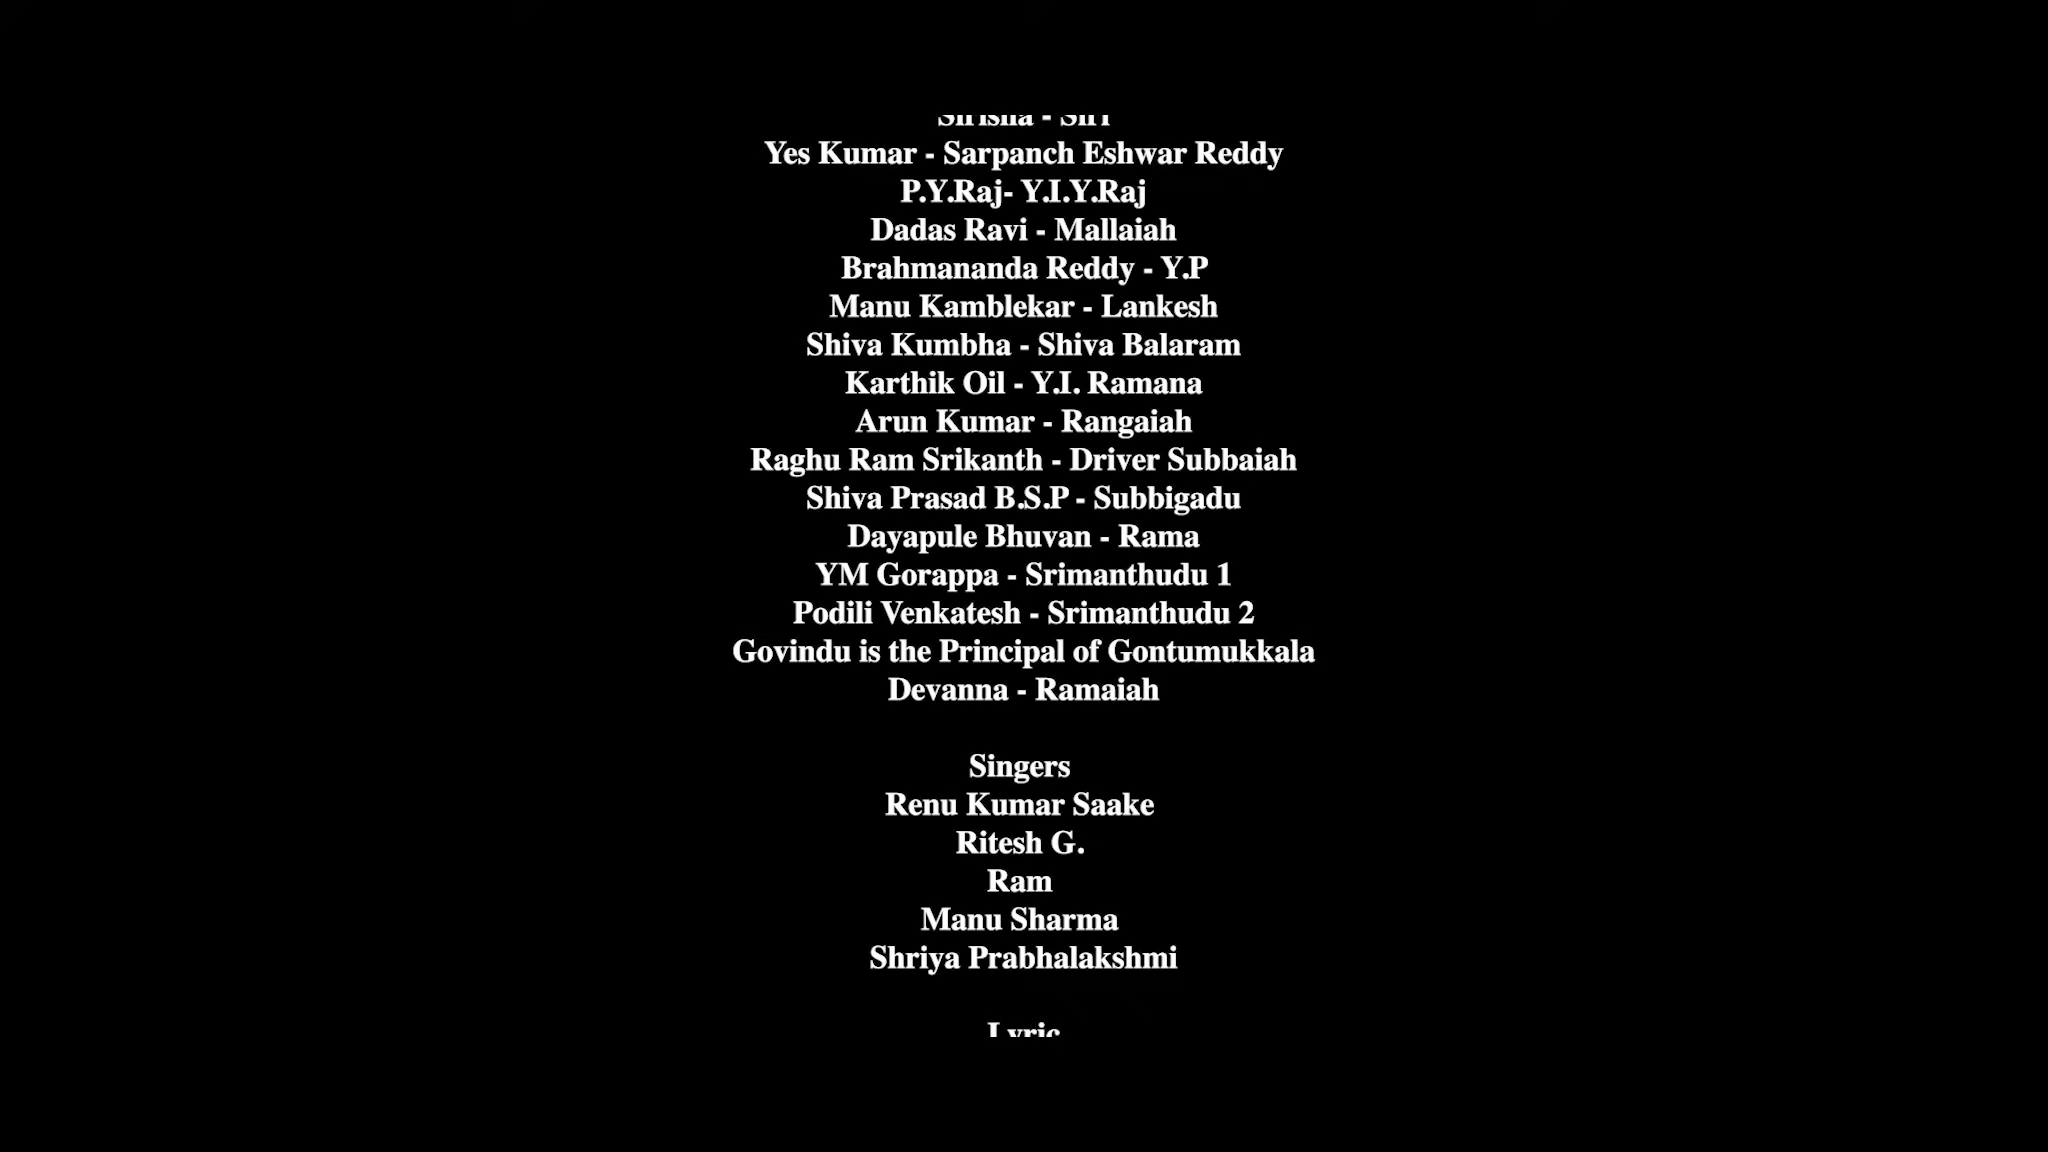 Sirisha - Siri
Yes Kumar - Sarpanch Eshwar Reddy
P.Y.Raj- Y.I.Y.Raj
Dadas Ravi - Mallaiah
Brahmananda Reddy - Y.P
Manu Kamblekar - Lankesh
Shiva Kumbha - Shiva Balaram
Karthik Oil - Y.I. Ramana
Arun Kumar - Rangaiah
Raghu Ram Srikanth - Driver Subbaiah
Shiva Prasad B.S.P - Subbigadu
Dayapule Bhuvan - Rama
YM Gorappa - Srimanthudu 1
Podili Venkatesh - Srimanthudu 2
Govindu is the Principal of Gontumukkala
Devanna - Ramaiah
Singers
Renu Kumar Saake
Ritesh G.
Ram
Manu Sharma
Shriya Prabhalakshmi
Lyric